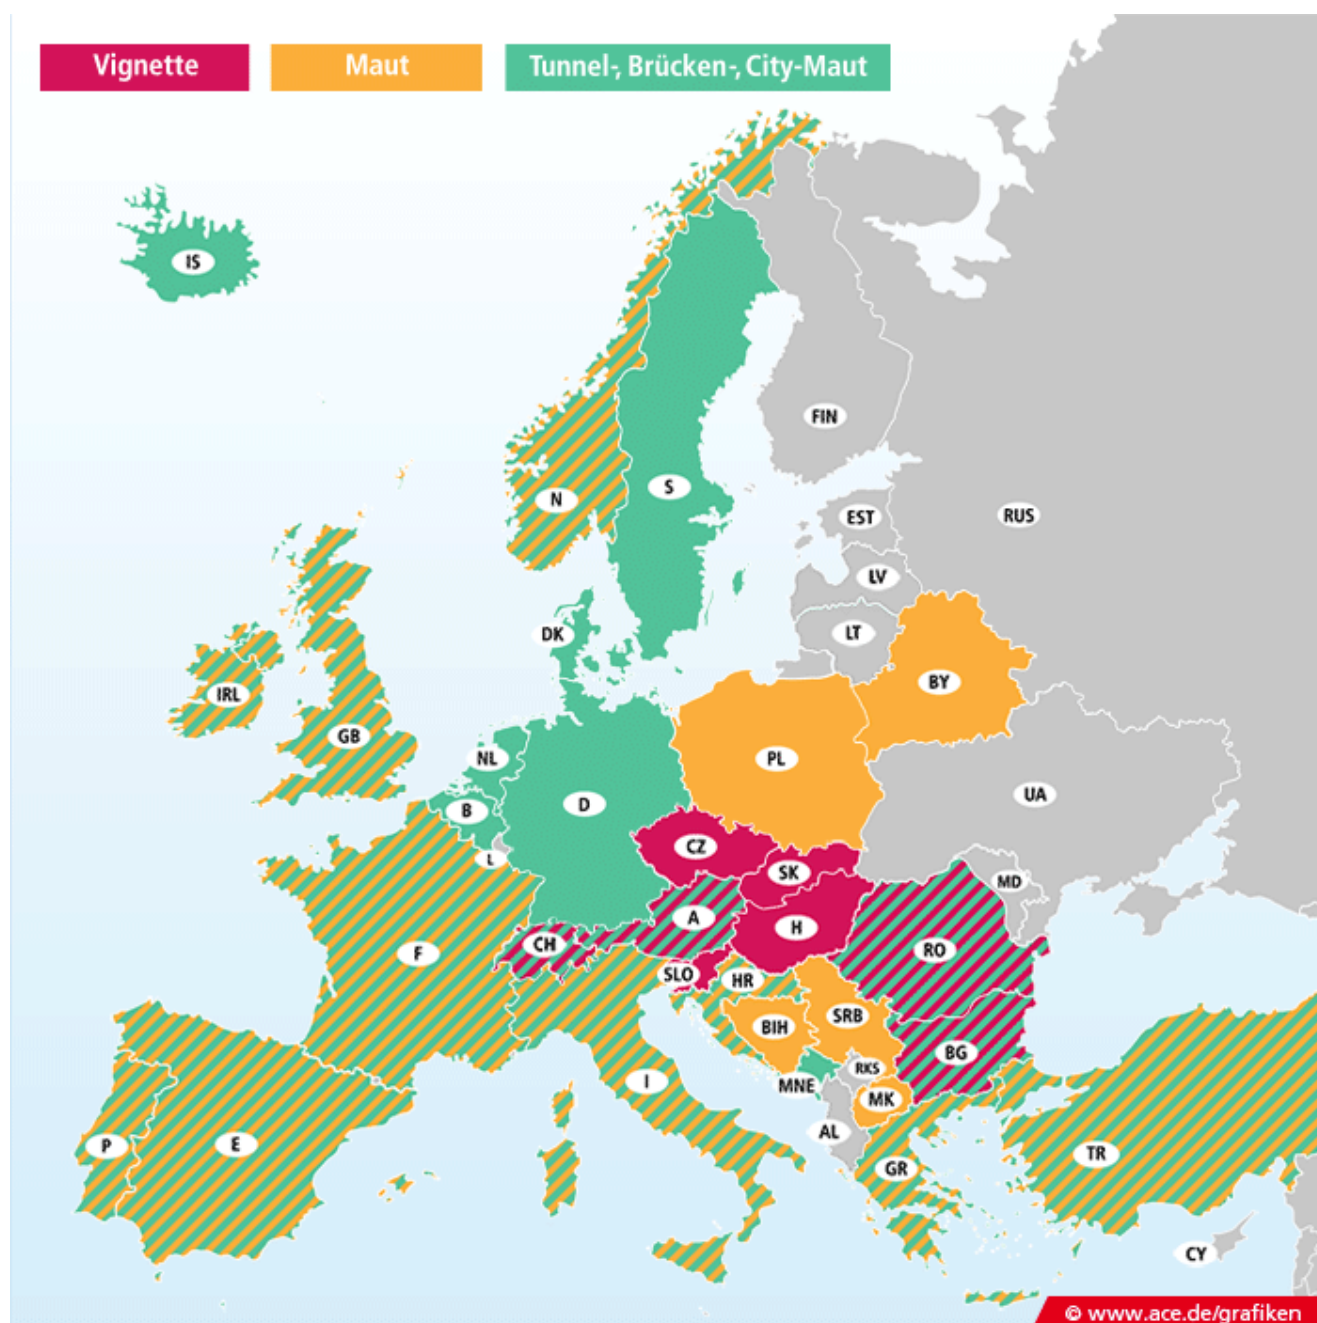 Vignette
Maut
Tunnel-, Brücken-, City-Maut
IS
FIN
N
S
EST
RUS
LV
DK
LT
BY
IRL
GB
NL
PL
B
D
UA
L
CZ
SK
MD
A
H
CH
RO
F
SLO
HR
BIH
SRB
BG
RKS
I
MNE
MK
AL
P
E
TR
GR
CY
© www.ace.de/grafiken